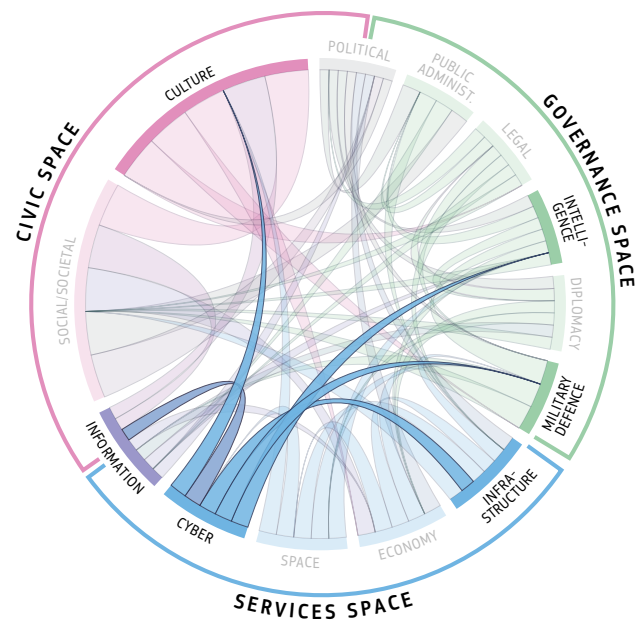 POLITICAL
PUBLIC
ADMINIST.
LEGAL
INTELLI-
GENCE
DIPLOMACY
MILITARY
DEFENCE
INFRA-
STRUCTURE
ECONOMY
SPACE
CYBER
INFORMATION
SOCIAL/SOCIETAL
CULTURE
CIVIC SPACE
GOVERNANCE SPACE
SERVICES SPACE